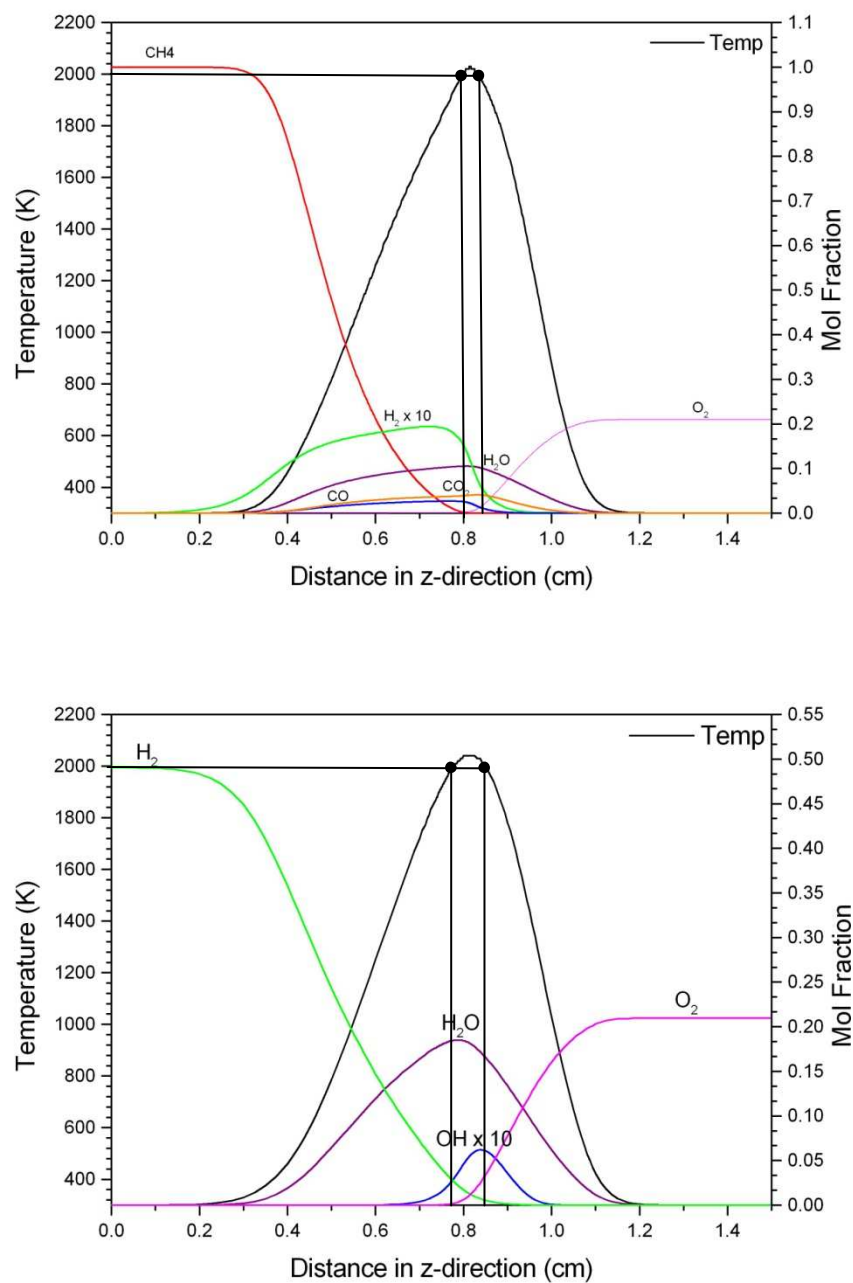 2200
2000
1800
1600
1400
1200
1000
800
600
400
Temperature (K)
CH4
Temp
H₂ x 10
H₂O
CO
CO₂
O₂
1.1
1.0
0.9
0.8
0.7
0.6
0.5
0.4
0.3
0.2
0.1
0.0
Mol Fraction
0.0 0.2 0.4 0.6 0.8 1.0 1.2 1.4
Distance in z-direction (cm)
2200
2000
1800
1600
1400
1200
1000
800
600
400
Temperature (K)
H₂
Temp
H₂O
OH x 10
O₂
0.55
0.50
0.45
0.40
0.35
0.30
0.25
0.20
0.15
0.10
0.05
0.00
Mol Fraction
0.0 0.2 0.4 0.6 0.8 1.0 1.2 1.4
Distance in z-direction (cm)